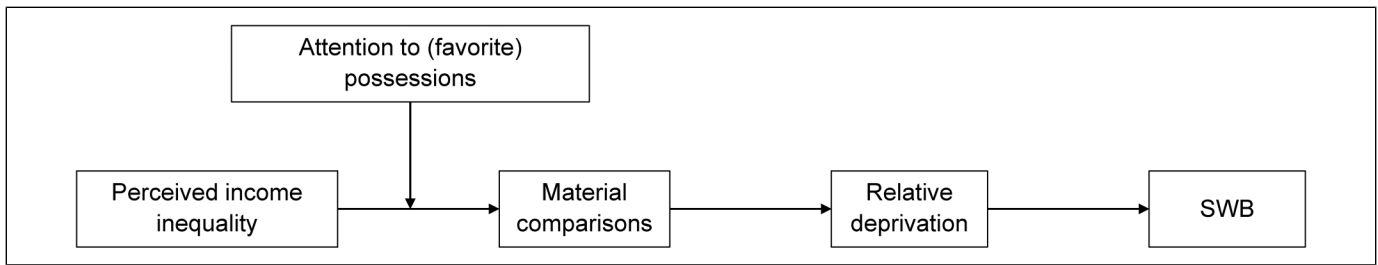 Attention to (favorite)
possessions
Perceived income
inequality
Material
comparisons
Relative
deprivation
SWB